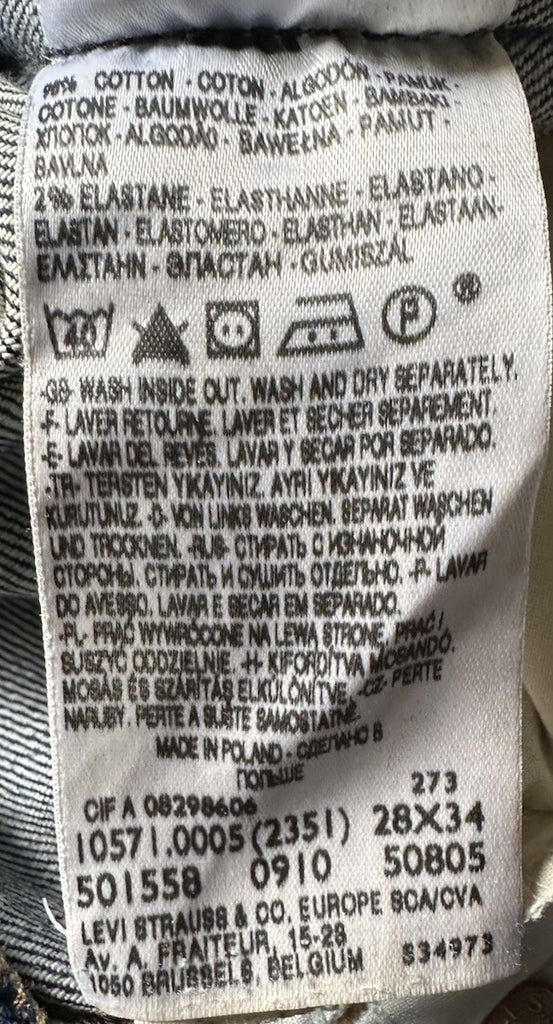 98% COTTON · COTON · ALGODÓN · PAMUK ·
COTONE · BAUMWOLLE · KATOEN · ΒΑΜΒΑΚΙ ·
ХЛОПОК · ALGODÃO · BAWEŁNA · PAMUT ·
BAVLNA
2% ELASTANE · ELASTHANNE · ELASTANO ·
ELASTAN · ELASTOMERO · ELASTHAN · ELASTAAN ·
ΕΛΑΣΤΑΗΝ · ЭЛАСТАН · GUMISZÁL
40 P ®
-GB- WASH INSIDE OUT. WASH AND DRY SEPARATELY.
-F- LAVER RETOURNE. LAVER ET SECHER SEPAREMENT.
-E- LAVAR DEL REVES. LAVAR Y SECAR POR SEPARADO.
-TR- TERSTEN YIKAYINIZ. AYRI YIKAYINIZ VE
KURUTUNUZ. -D- VON LINKS WASCHEN. SEPARAT WASCHEN
UND TROCKNEN. -RUS- СТИРАТЬ С ИЗНАНОЧНОЙ
СТОРОНЫ. СТИРАТЬ И СУШИТЬ ОТДЕЛЬНО. -P- LAVAR
DO AVESSO. LAVAR E SECAR EM SEPARADO.
-PL- PRAĆ WYWRÓCONE NA LEWĄ STRONĘ. PRAĆ I
SUSZYĆ ODDZIELNIE. -H- KIFORDÍTVA MOSANDÓ.
MOSÁS ÉS SZÁRÍTÁS ELKÜLÖNÍTVE. -CZ- PERTE
NARUBY. PERTE A SUŠTE SAMOSTATNĚ.
MADE IN POLAND - СДЕЛАНО В
ПОЛЬШЕ
CIF A 08298606 273
10571.0005 (2351) 28X34
501558 0910 50805
LEVI STRAUSS & CO. EUROPE SCA/CVA
Av. A. FRAITEUR, 15-23
1050 BRUSSELS, BELGIUM S34973